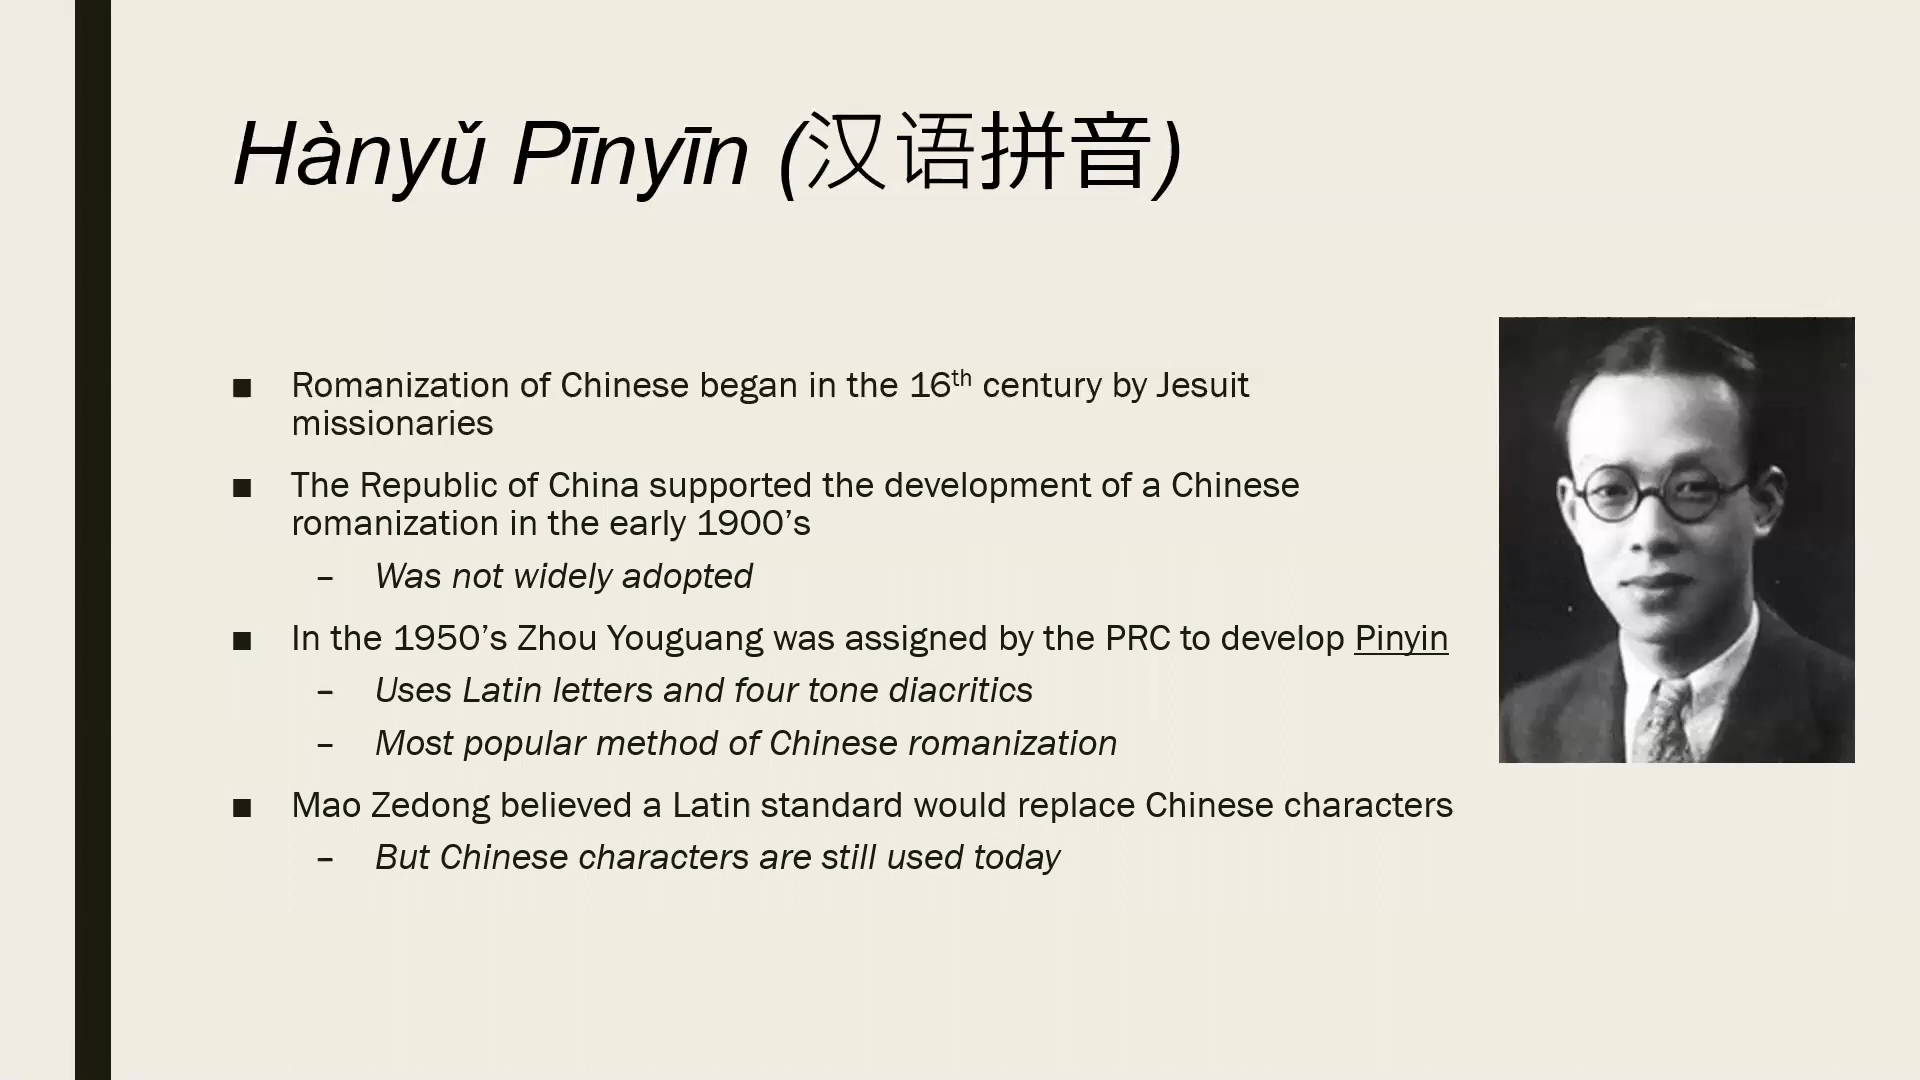 Hànyǔ Pīnyīn (汉语拼音)
■ Romanization of Chinese began in the 16th century by Jesuit
missionaries
■ The Republic of China supported the development of a Chinese
romanization in the early 1900’s
– Was not widely adopted
■ In the 1950’s Zhou Youguang was assigned by the PRC to develop Pinyin
– Uses Latin letters and four tone diacritics
– Most popular method of Chinese romanization
■ Mao Zedong believed a Latin standard would replace Chinese characters
– But Chinese characters are still used today